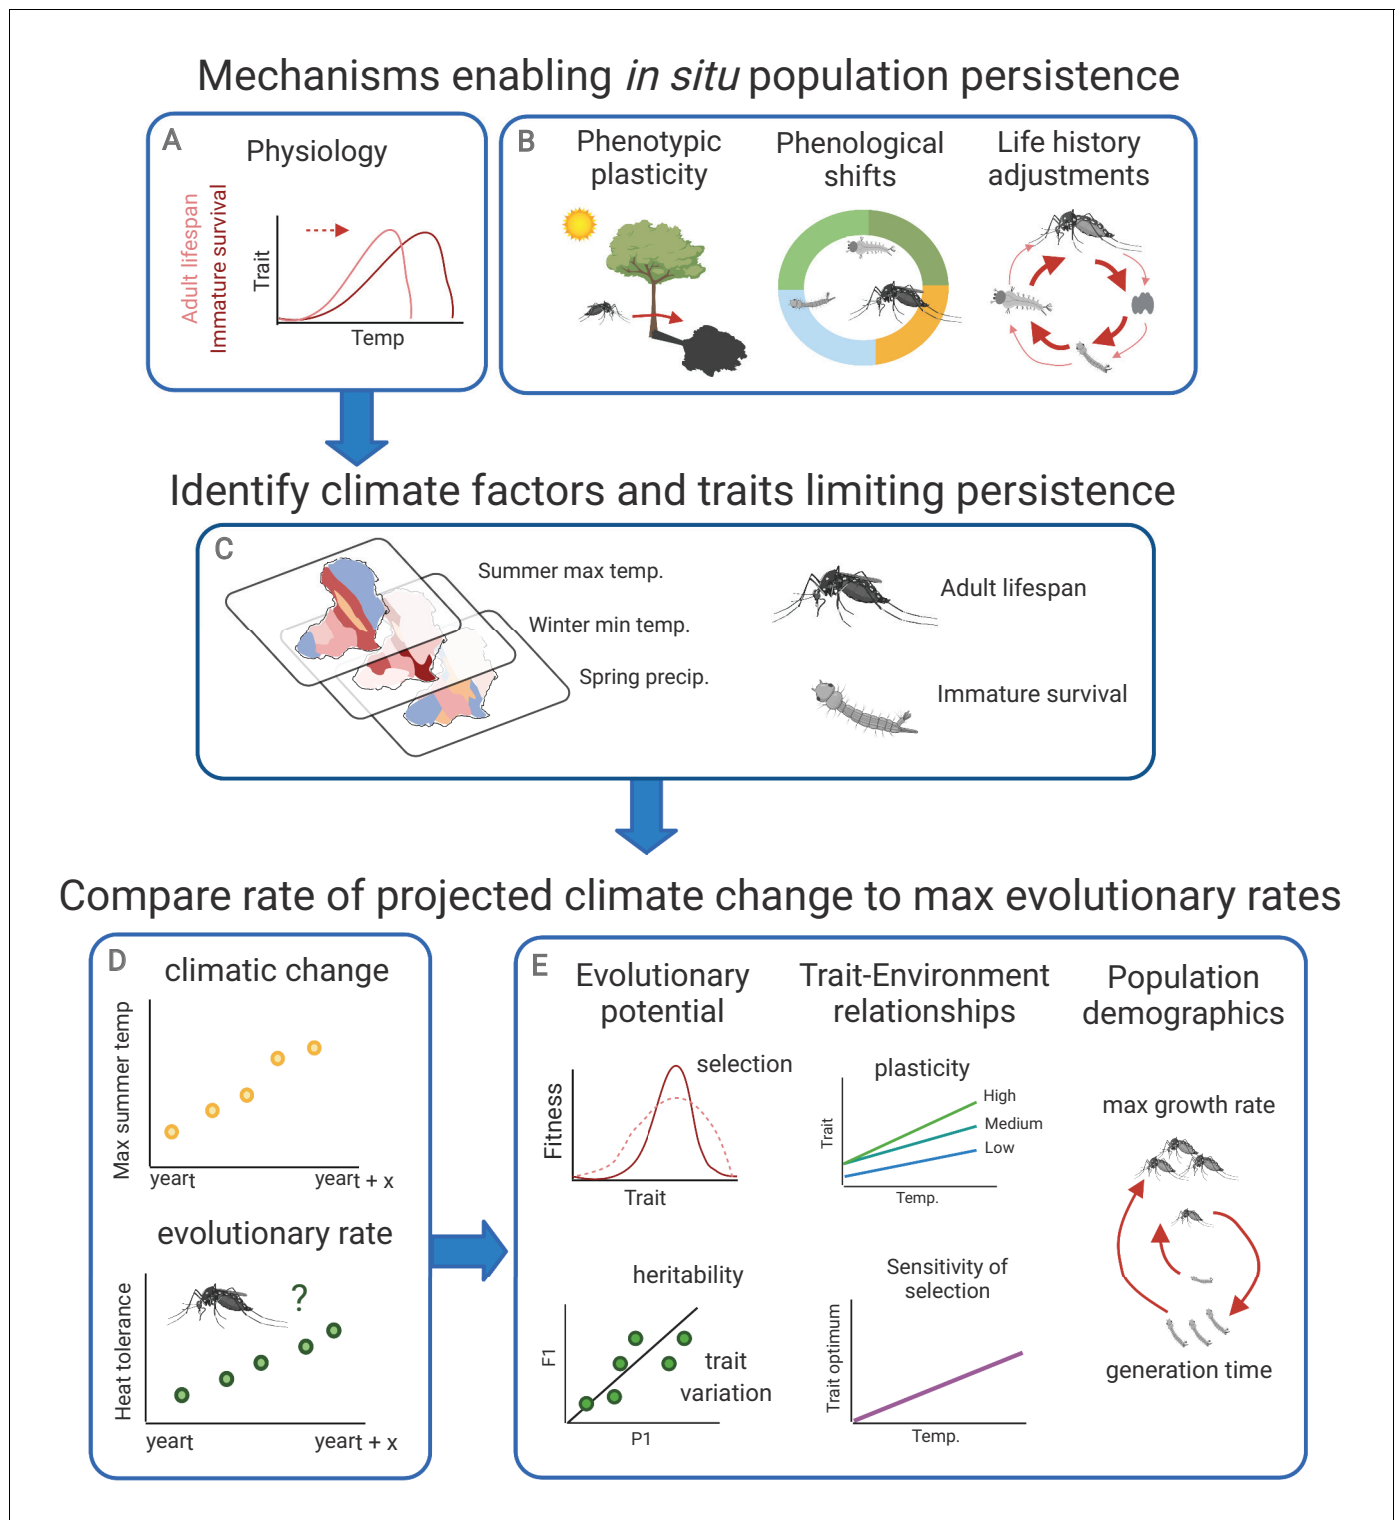 Mechanisms enabling in situ population persistence
A
Physiology
Adult lifespan
Immature survival
Trait
Temp
B
Phenotypic
plasticity
Phenological
shifts
Life history
adjustments
Identify climate factors and traits limiting persistence
C
Summer max temp.
Winter min temp.
Spring precip.
Adult lifespan
Immature survival
Compare rate of projected climate change to max evolutionary rates
D
climatic change
Max summer temp
yeart
yeart + x
evolutionary rate
?
Heat tolerance
yeart
yeart + x
E
Evolutionary
potential
selection
Fitness
Trait
heritability
F1
trait
variation
P1
Trait-Environment
relationships
plasticity
High
Medium
Low
Trait
Temp.
Sensitivity of
selection
Trait optimum
Temp.
Population
demographics
max growth rate
generation time